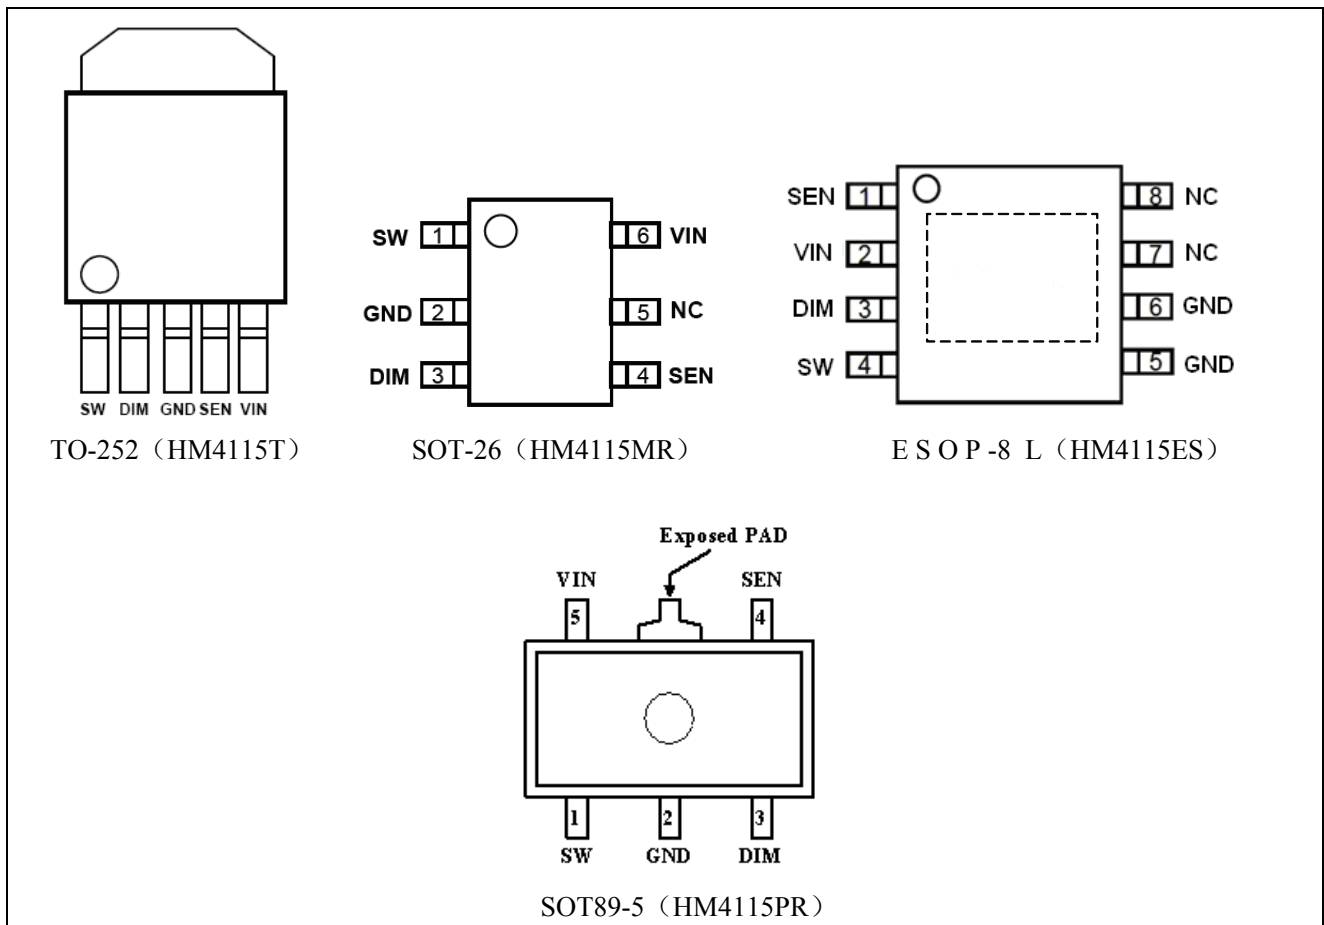 SW DIM GND SEN VIN
TO-252（HM4115T）
SW 1 6 VIN
GND 2 5 NC
DIM 3 4 SEN
SOT-26（HM4115MR）
SEN 1 8 NC
VIN 2 7 NC
DIM 3 6 GND
SW 4 5 GND
E S O P -8 L（HM4115ES）
Exposed PAD
VIN SEN
5 4
1 2 3
SW GND DIM
SOT89-5（HM4115PR）